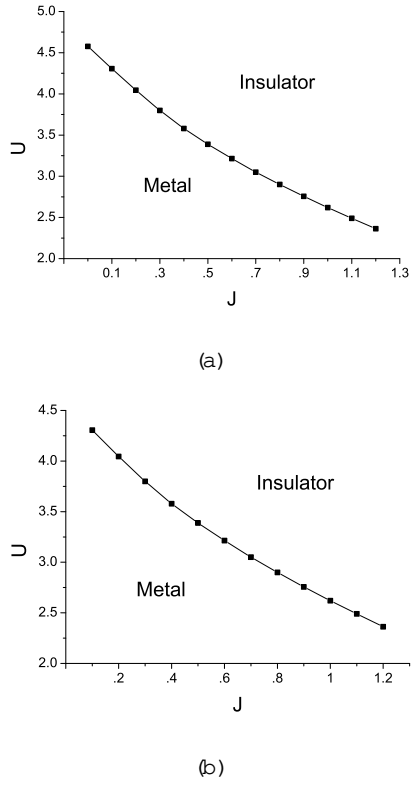 5.0
4.5
Insulator
4.0
3.5
U
3.0
Metal
2.5
2.0
0.1 .3 .5 .7 .9 1.1 1.3
J
(a)
4.5
4.0
Insulator
3.5
U
3.0
Metal
2.5
2.0
.2 .4 .6 .8 1 1.2
J
(b)